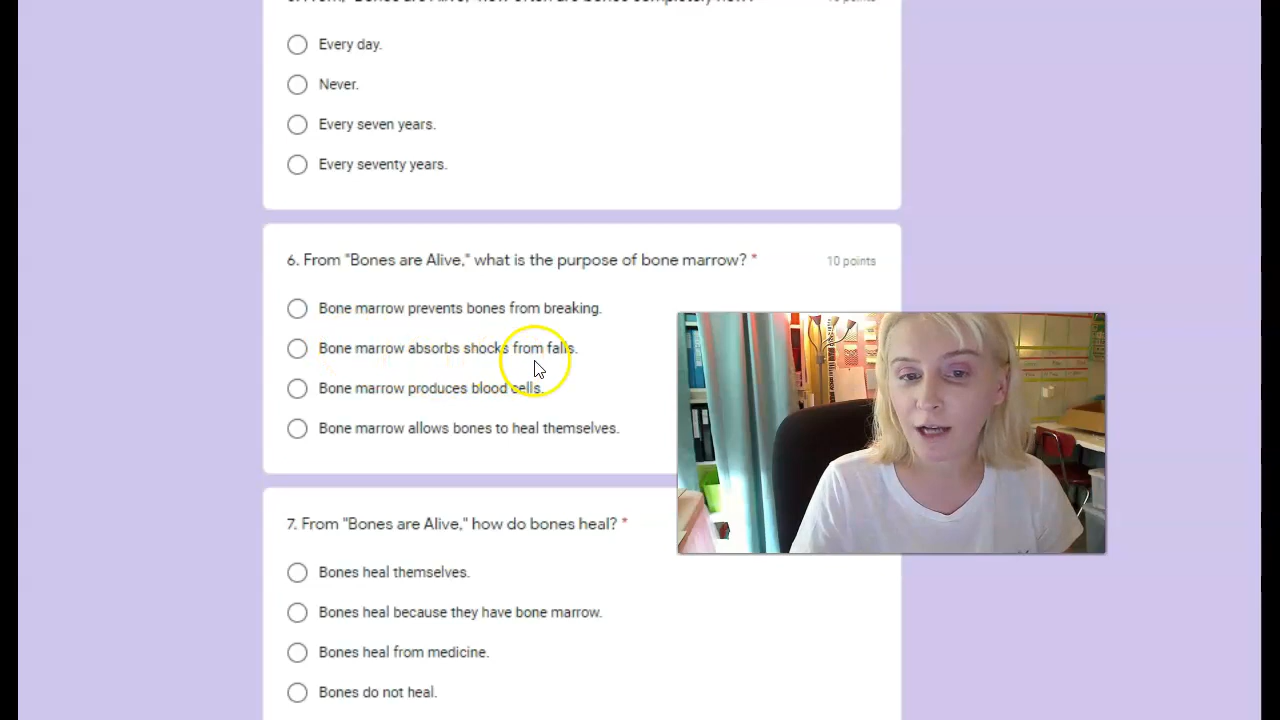 Every day.
Never.
Every seven years.
Every seventy years.
6. From "Bones are Alive," what is the purpose of bone marrow? *
10 points
Bone marrow prevents bones from breaking.
Bone marrow absorbs shocks from falls.
Bone marrow produces blood cells.
Bone marrow allows bones to heal themselves.
7. From "Bones are Alive," how do bones heal? *
Bones heal themselves.
Bones heal because they have bone marrow.
Bones heal from medicine.
Bones do not heal.